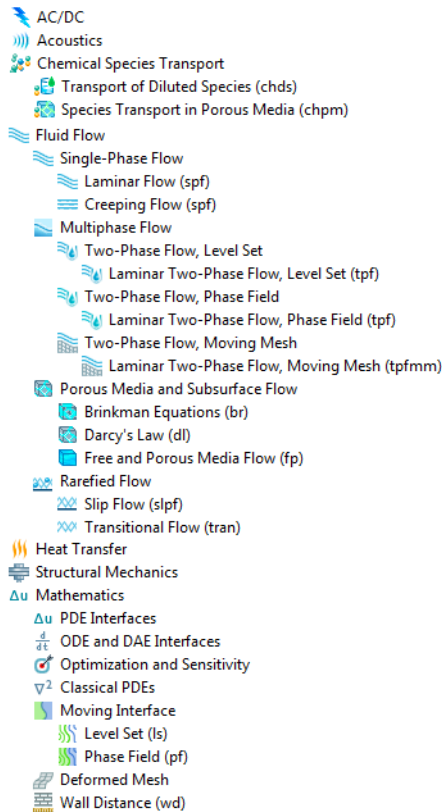 AC/DC
Acoustics
Chemical Species Transport
Transport of Diluted Species (chds)
Species Transport in Porous Media (chpm)
Fluid Flow
Single-Phase Flow
Laminar Flow (spf)
Creeping Flow (spf)
Multiphase Flow
Two-Phase Flow, Level Set
Laminar Two-Phase Flow, Level Set (tpf)
Two-Phase Flow, Phase Field
Laminar Two-Phase Flow, Phase Field (tpf)
Two-Phase Flow, Moving Mesh
Laminar Two-Phase Flow, Moving Mesh (tpfmm)
Porous Media and Subsurface Flow
Brinkman Equations (br)
Darcy's Law (dl)
Free and Porous Media Flow (fp)
Rarefied Flow
Slip Flow (slpf)
Transitional Flow (tran)
Heat Transfer
Structural Mechanics
Δu Mathematics
Δu PDE Interfaces
d/dt ODE and DAE Interfaces
Optimization and Sensitivity
∇² Classical PDEs
Moving Interface
Level Set (ls)
Phase Field (pf)
Deformed Mesh
Wall Distance (wd)